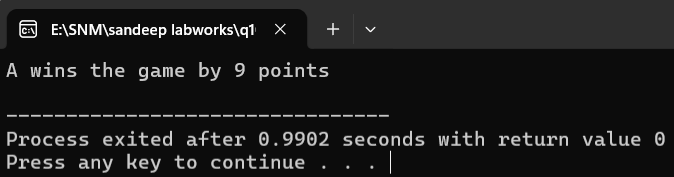 E:\SNM\sandeep labworks\q1
A wins the game by 9 points
--------------------------------
Process exited after 0.9902 seconds with return value 0
Press any key to continue . . .